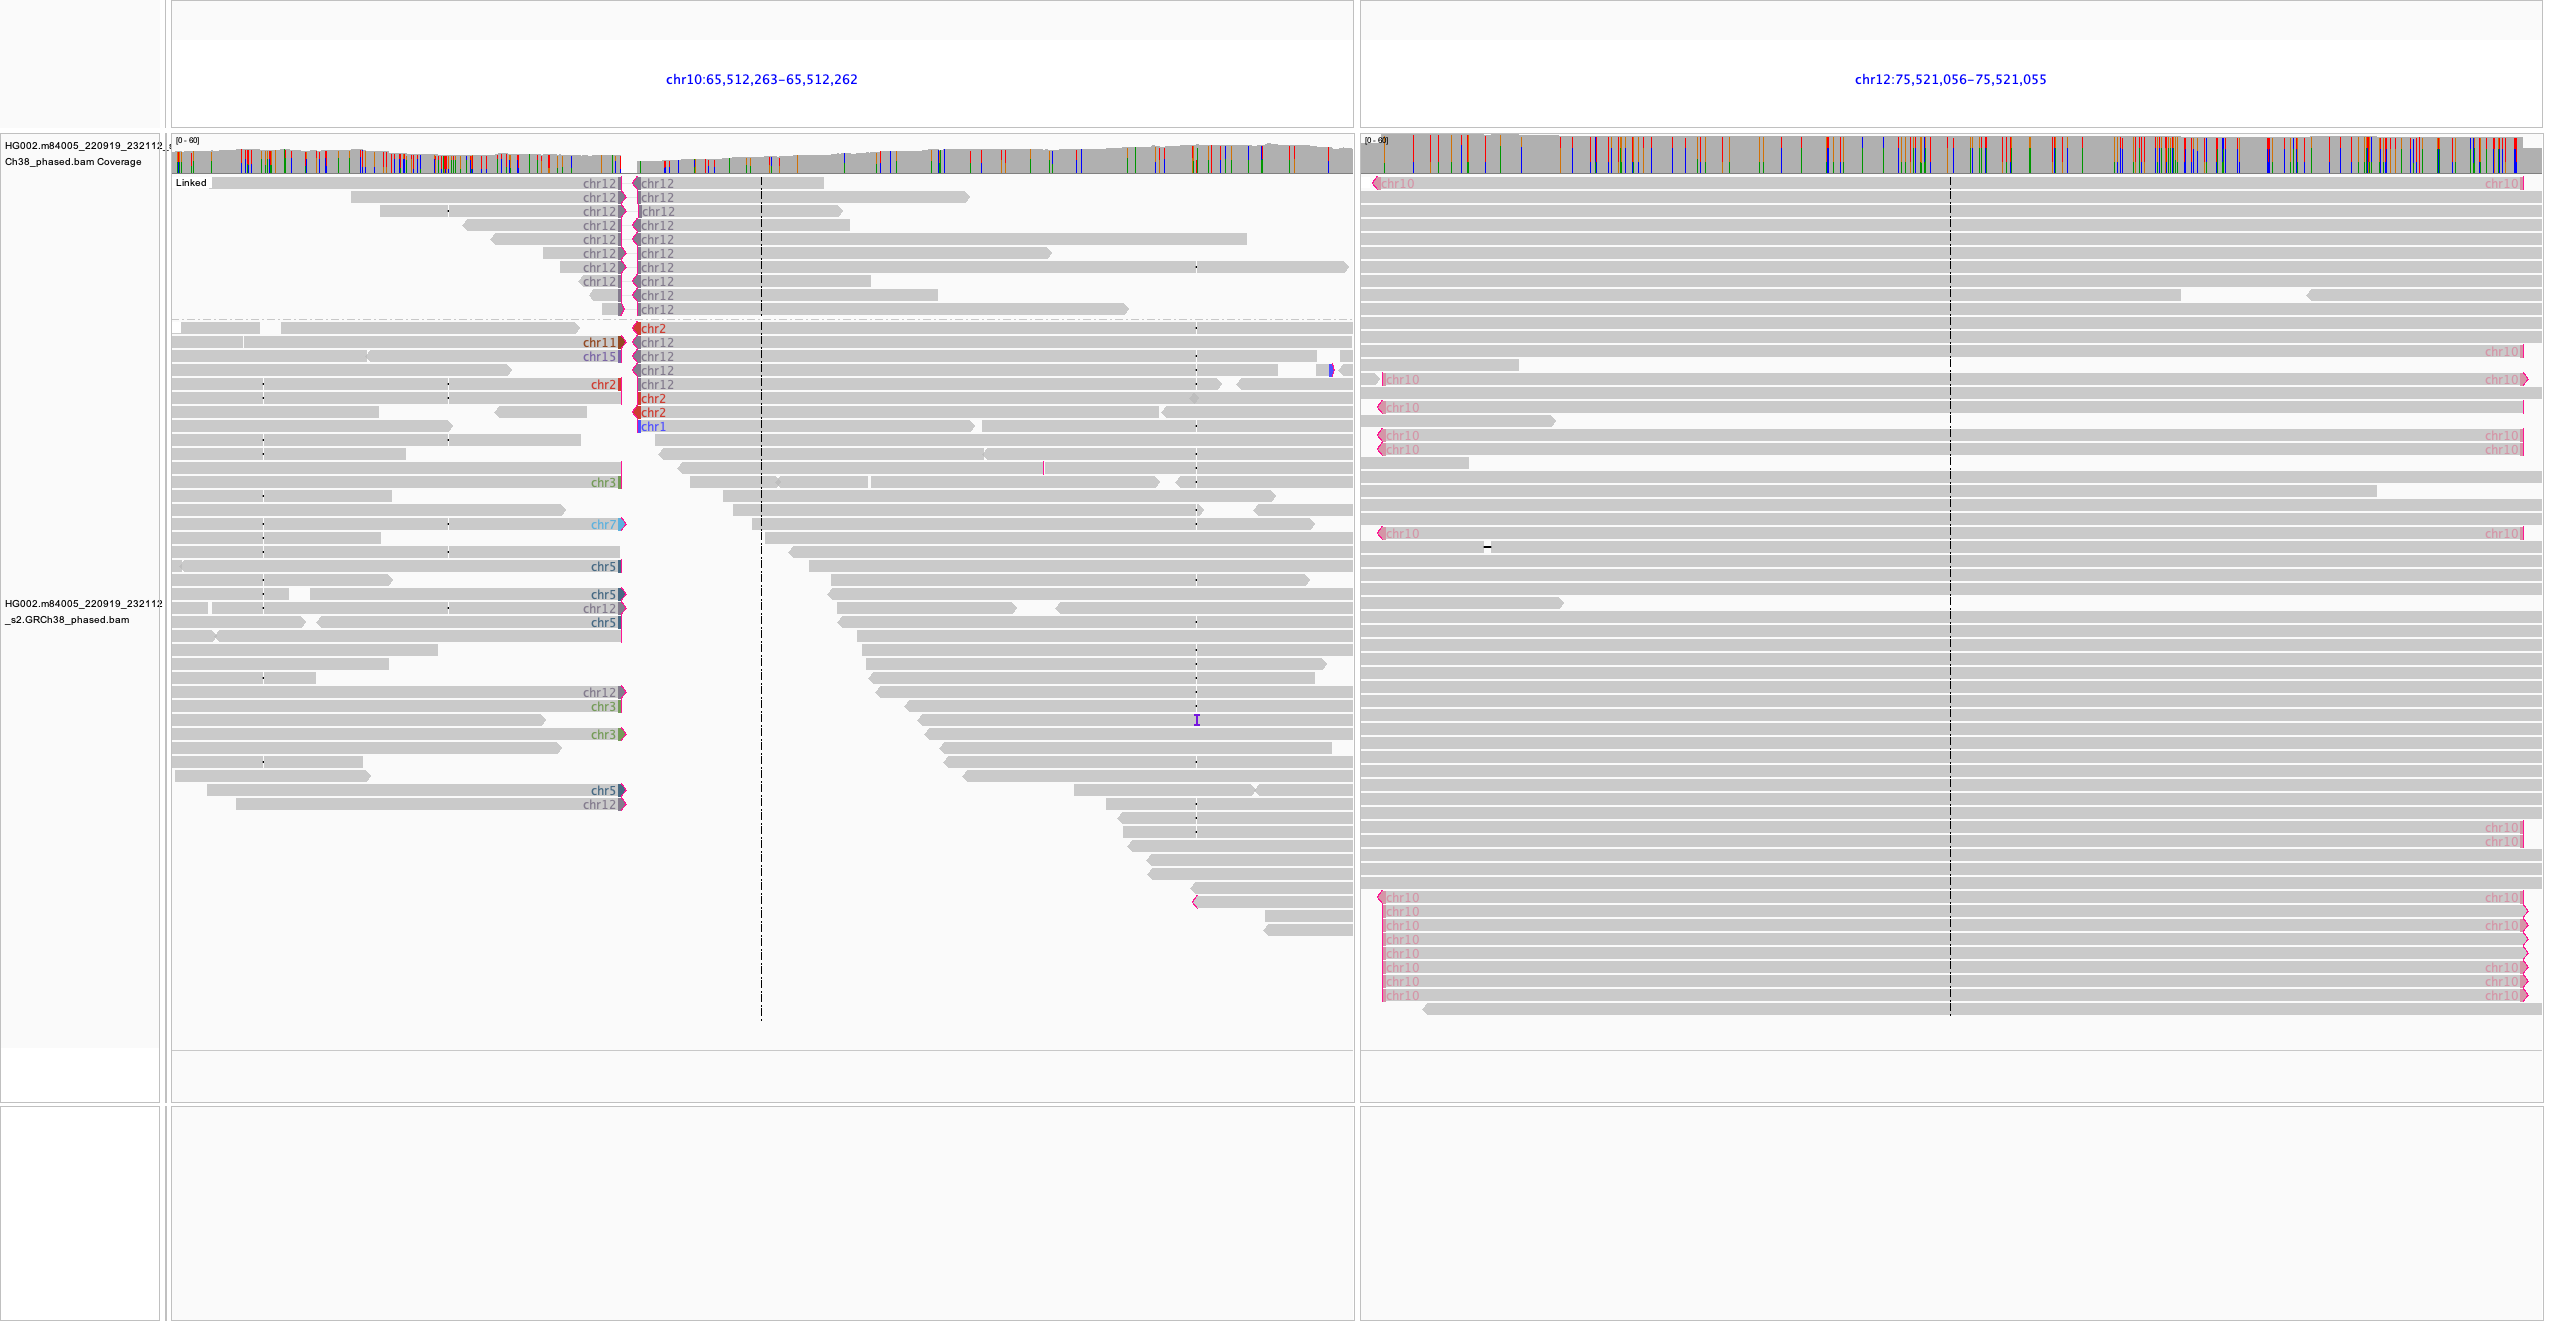 chr10:65,512,263-65,512,262
chr12:75,521,056-75,521,055
HG002.m84005_220919_232112_s
Ch38_phased.bam Coverage
[0 - 60]
[0 - 60]
Linked
chr12 chr12
chr12 chr12
chr12 chr12
chr12 chr12
chr12 chr12
chr12 chr12
chr12 chr12
chr12 chr12
chr12
chr12
chr2
chr11 chr12
chr15 chr12
chr12
chr2 chr12
chr2
chr2
chr1
chr3
chr7
chr5
chr5
chr12
chr5
chr12
chr3
chr3
chr5
chr12
HG002.m84005_220919_232112
_s2.GRCh38_phased.bam
chr10 chr10
chr10
chr10 chr10
chr10
chr10 chr10
chr10 chr10
chr10 chr10
chr10
chr10
chr10 chr10
chr10
chr10 chr10
chr10
chr10
chr10 chr10
chr10 chr10
chr10 chr10